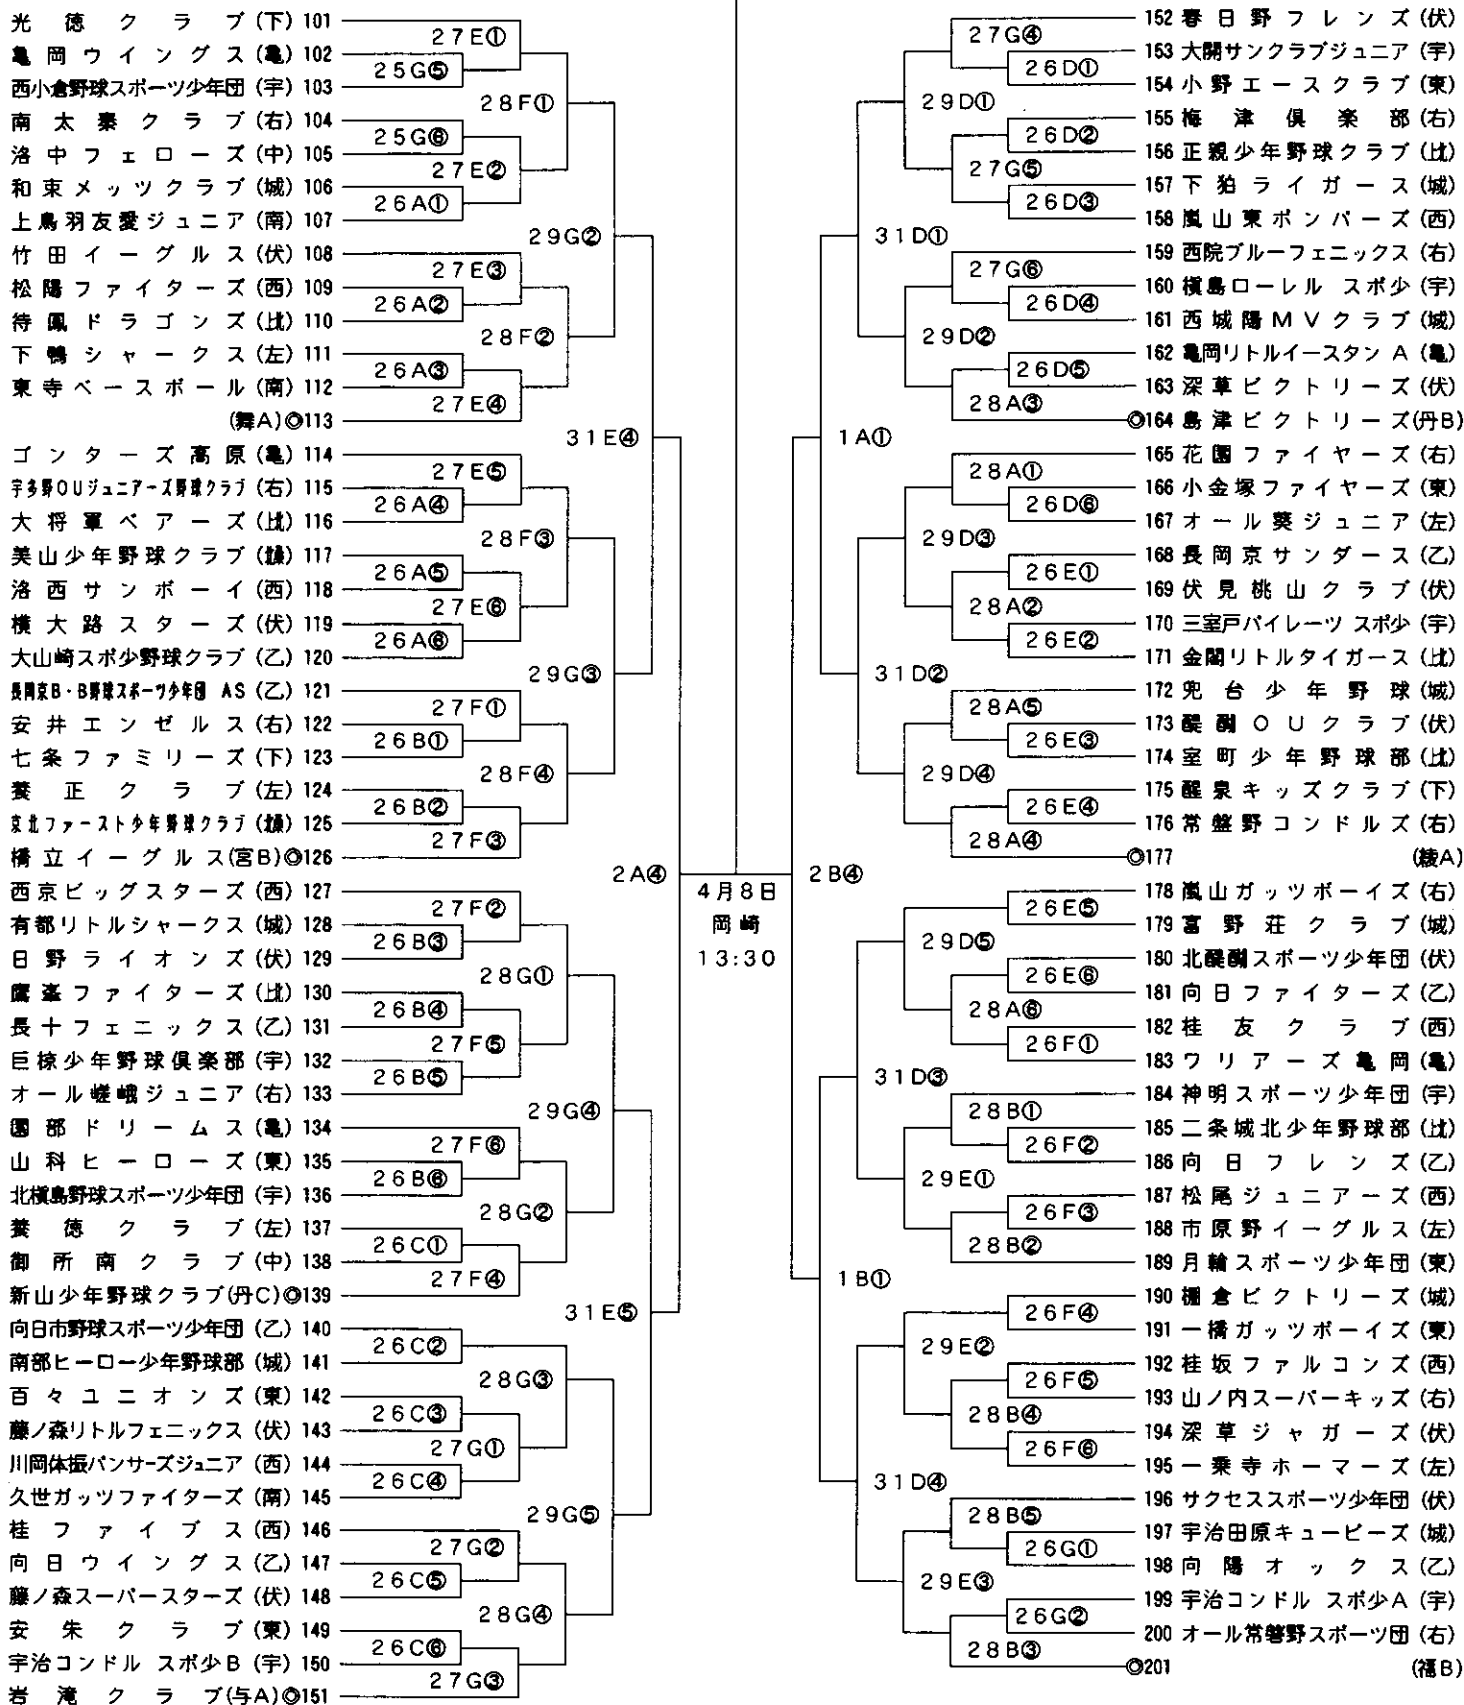 光徳クラブ(下) 101
亀岡ウイングス(亀) 102
西小倉野球スポーツ少年団(宇) 103
南太秦クラブ(右) 104
洛中フェローズ(中) 105
和束メッツクラブ(城) 106
上鳥羽友愛ジュニア(南) 107
竹田イーグルス(伏) 108
松陽ファイターズ(西) 109
待鳳ドラゴンズ(北) 110
下鴨シャークス(左) 111
東寺ベースボール(南) 112
(舞A)◎113
ゴンターズ高原(亀) 114
宇多野OUジュニアーズ野球クラブ(右) 115
大将軍ベアーズ(北) 116
美山少年野球クラブ 117
洛西サンボーイ(西) 118
横大路スターズ(伏) 119
大山崎スポ少野球クラブ(乙) 120
長岡京B・B野球スポーツ少年団 AS(乙) 121
安井エンゼルス(右) 122
七条ファミリーズ(下) 123
養正クラブ(左) 124
京北ファースト少年野球クラブ 125
橋立イーグルス(宮B)◎126
西京ビッグスターズ(西) 127
有都リトルシャークス(城) 128
日野ライオンズ(伏) 129
鷹峯ファイターズ(北) 130
長十フェニックス(乙) 131
巨椋少年野球倶楽部(宇) 132
オール嵯峨ジュニア(右) 133
園部ドリームス(亀) 134
山科ヒーローズ(東) 135
北槇島野球スポーツ少年団(宇) 136
養徳クラブ(左) 137
御所南クラブ(中) 138
新山少年野球クラブ(丹C)◎139
向日市野球スポーツ少年団(乙) 140
南部ヒーロー少年野球部(城) 141
百々ユニオンズ(東) 142
藤ノ森リトルフェニックス(伏) 143
川岡体振パンサーズジュニア(西) 144
久世ガッツファイターズ(南) 145
桂ファイブス(西) 146
向日ウイングス(乙) 147
藤ノ森スーパースターズ(伏) 148
安朱クラブ(東) 149
宇治コンドル スポ少B(宇) 150
岩滝クラブ(与A)◎151
27E①
25G⑤
28F①
25G⑥
27E②
26A①
29G②
27E③
26A②
28F②
26A③
27E④
31E④
27E⑤
26A④
28F③
26A⑤
27E⑥
26A⑥
29G③
27F①
26B①
28F④
26B②
27F③
2A④
27F②
26B③
28G①
26B④
27F⑤
26B⑤
29G④
27F⑥
26B⑥
28G②
26C①
27F④
31E⑤
26C②
28G③
26C③
27G①
26C④
29G⑤
27G②
26C⑤
28G④
26C⑥
27G③
4月8日
岡崎
13:30
27G④
26D①
29D①
26D②
27G⑤
26D③
31D①
27G⑥
26D④
29D②
26D⑤
28A③
1A①
28A①
26D⑥
29D③
26E①
28A②
26E②
31D②
28A⑤
26E③
29D④
26E④
28A④
2B④
26E⑤
29D⑤
26E⑥
28A⑥
26F①
31D③
28B①
26F②
29E①
26F③
28B②
1B①
26F④
29E②
26F⑤
28B④
26F⑥
31D④
28B⑤
26G①
29E③
26G②
28B③
152 春日野フレンズ(伏)
153 大開サンクラブジュニア(宇)
154 小野エースクラブ(東)
155 梅津倶楽部(右)
156 正親少年野球クラブ(北)
157 下狛ライガース(城)
158 嵐山東ボンバーズ(西)
159 西院ブルーフェニックス(右)
160 槇島ローレル スポ少(宇)
161 西城陽MVクラブ(城)
162 亀岡リトルイースタン A(亀)
163 深草ビクトリーズ(伏)
◎164 島津ビクトリーズ(丹B)
165 花園ファイヤーズ(右)
166 小金塚ファイヤーズ(東)
167 オール葵ジュニア(左)
168 長岡京サンダース(乙)
169 伏見桃山クラブ(伏)
170 三室戸パイレーツ スポ少(宇)
171 金閣リトルタイガース(北)
172 兜台少年野球(城)
173 醍醐OUクラブ(伏)
174 室町少年野球部(北)
175 醒泉キッズクラブ(下)
176 常盤野コンドルズ(右)
◎177 (綾A)
178 嵐山ガッツボーイズ(右)
179 富野荘クラブ(城)
180 北醍醐スポーツ少年団(伏)
181 向日ファイターズ(乙)
182 桂友クラブ(西)
183 ワリアーズ亀岡(亀)
184 神明スポーツ少年団(宇)
185 二条城北少年野球部(北)
186 向日フレンズ(乙)
187 松尾ジュニアーズ(西)
188 市原野イーグルス(左)
189 月輪スポーツ少年団(東)
190 棚倉ビクトリーズ(城)
191 一橋ガッツボーイズ(東)
192 桂坂ファルコンズ(西)
193 山ノ内スーパーキッズ(右)
194 深草ジャガーズ(伏)
195 一乗寺ホーマーズ(左)
196 サクセススポーツ少年団(伏)
197 宇治田原キューピーズ(城)
198 向陽オックス(乙)
199 宇治コンドル スポ少A(宇)
200 オール常磐野スポーツ団(右)
◎201 (福B)